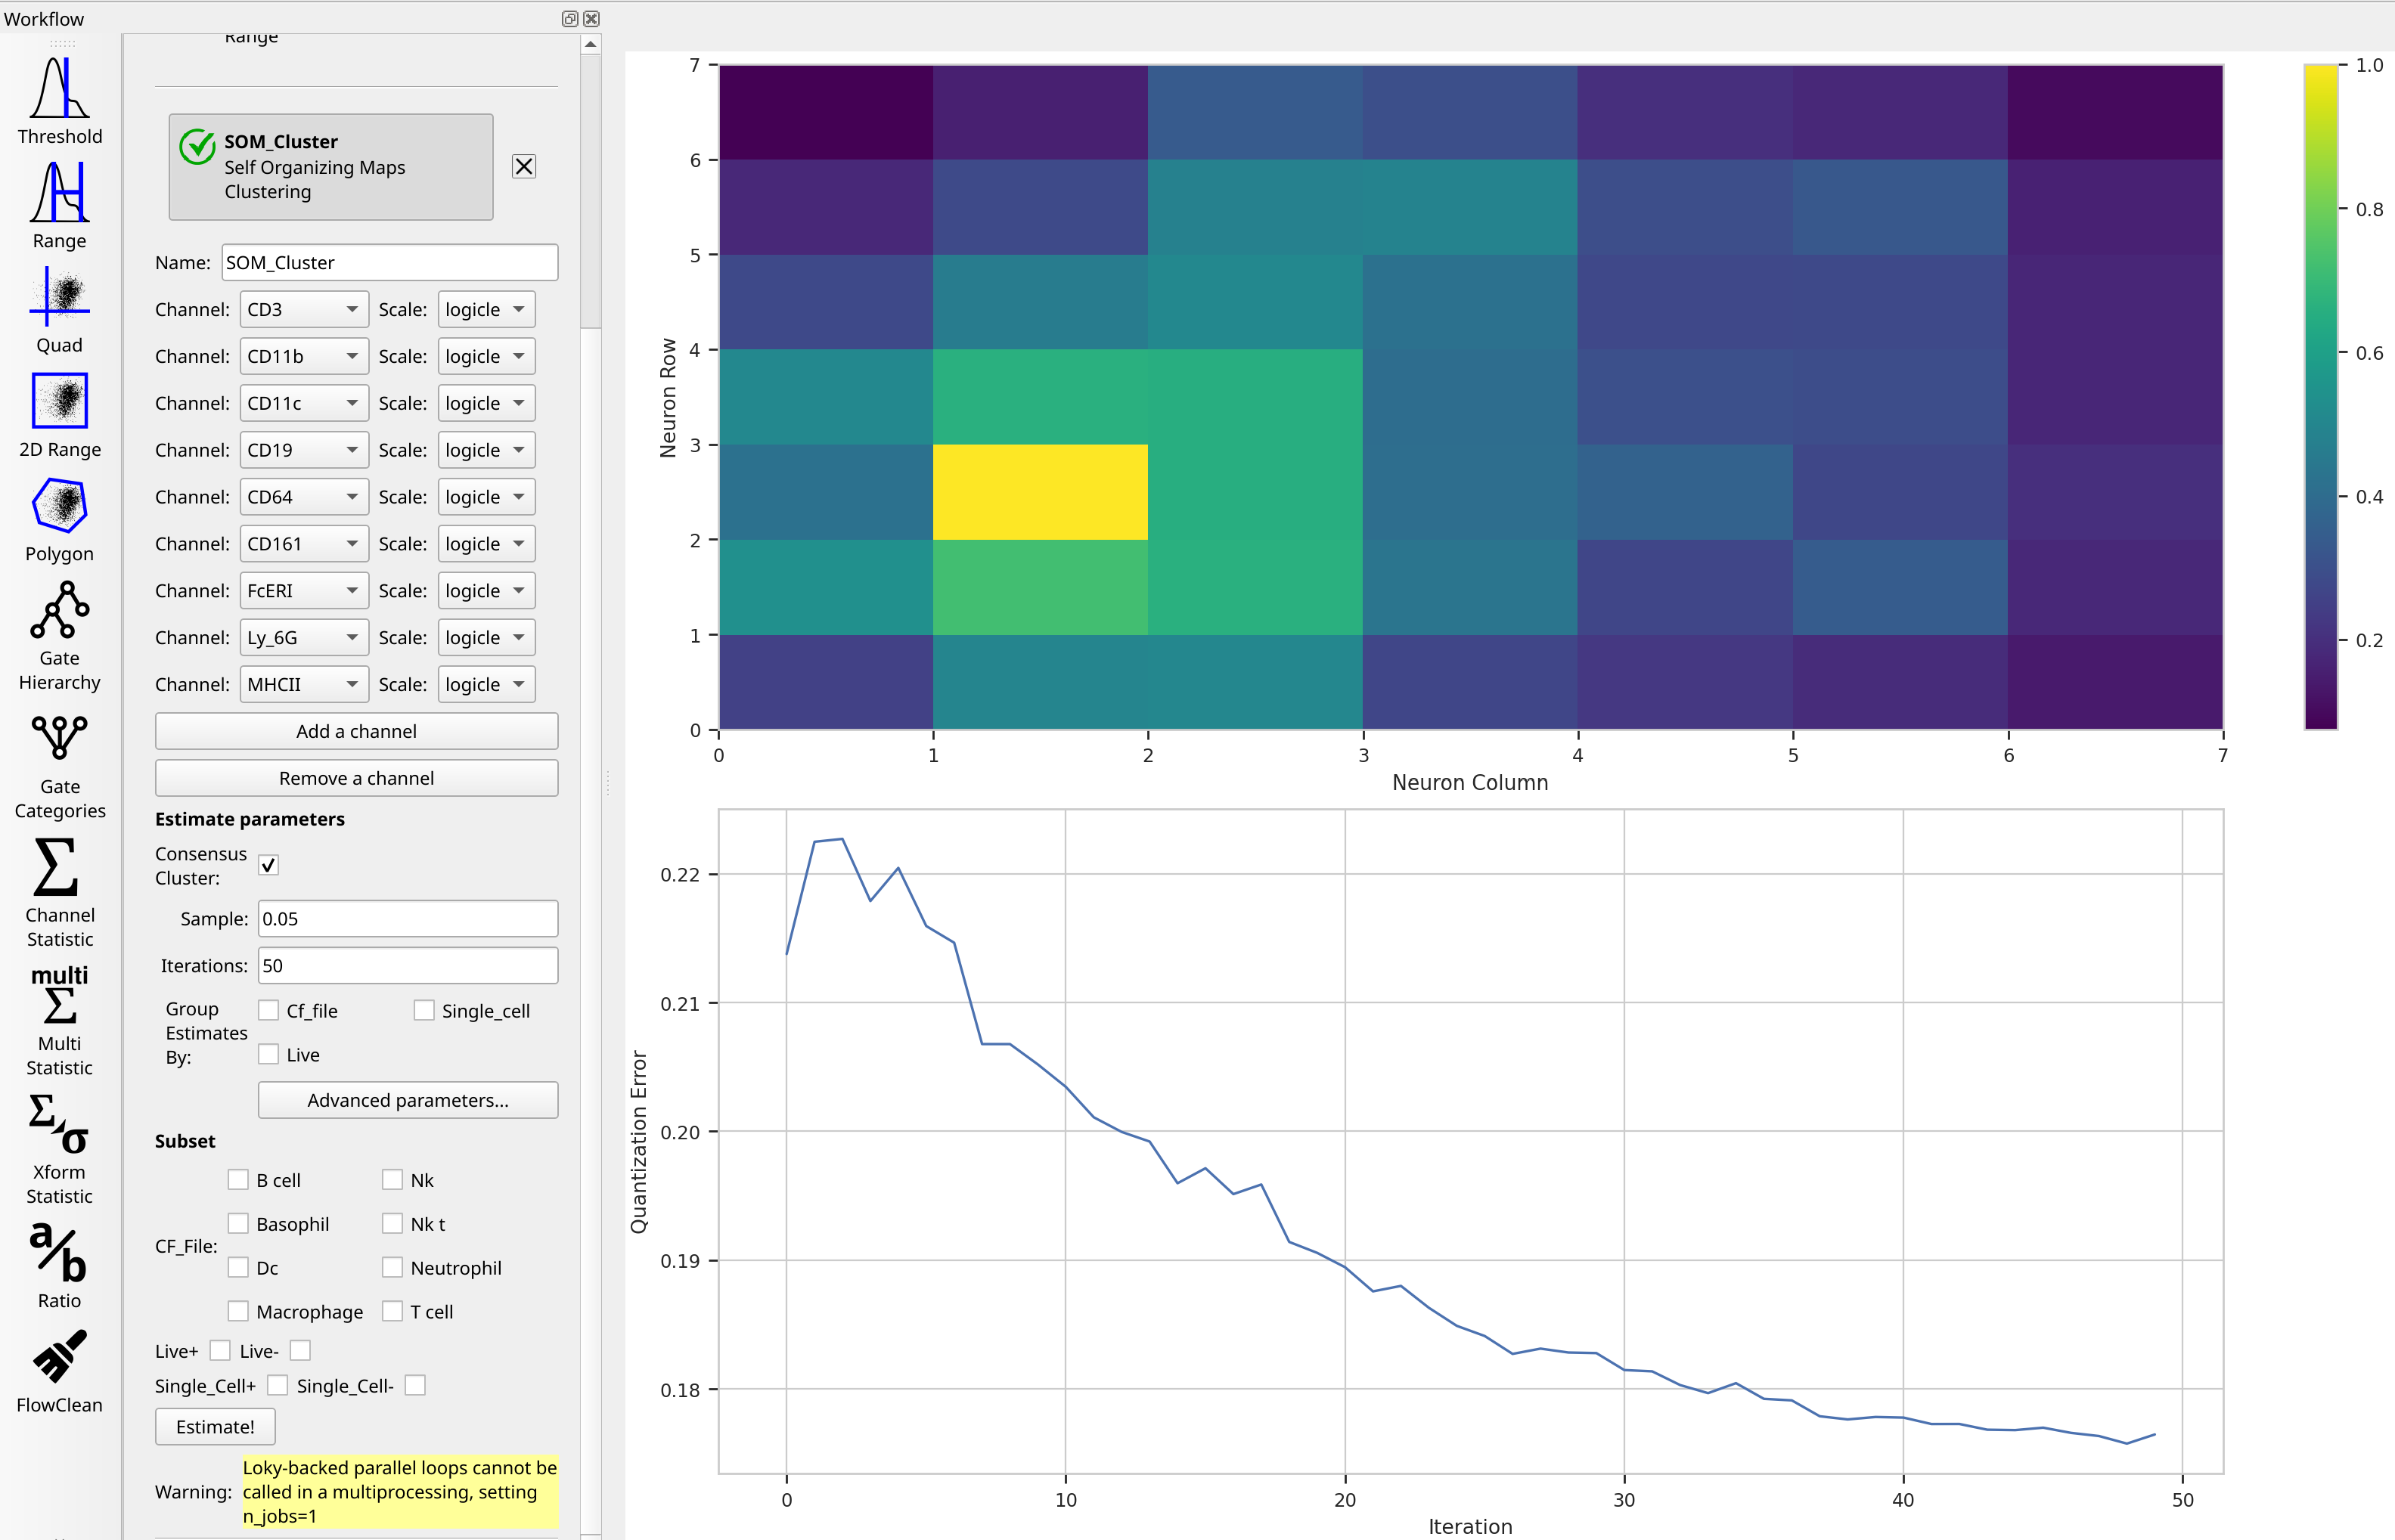 Workflow
Threshold
Range
Quad
2D Range
Polygon
Gate
Hierarchy
Gate
Categories
Channel
Statistic
multi
Σ
Multi
Statistic
Σ
σ
Xform
Statistic
a/b
Ratio
FlowClean
Range
SOM_Cluster
Self Organizing Maps
Clustering
Name: SOM_Cluster
Channel: CD3 Scale: logicle
Channel: CD11b Scale: logicle
Channel: CD11c Scale: logicle
Channel: CD19 Scale: logicle
Channel: CD64 Scale: logicle
Channel: CD161 Scale: logicle
Channel: FcERI Scale: logicle
Channel: Ly_6G Scale: logicle
Channel: MHCII Scale: logicle
Add a channel
Remove a channel
Estimate parameters
Consensus
Cluster:
Sample: 0.05
Iterations: 50
Group
Estimates
By:
Cf_file Single_cell
Live
Advanced parameters...
Subset
CF_File:
B cell Nk
Basophil Nk t
Dc Neutrophil
Macrophage T cell
Live+ Live-
Single_Cell+ Single_Cell-
Estimate!
Warning:
Loky-backed parallel loops cannot be
called in a multiprocessing, setting
n_jobs=1
7
6
5
4
3
2
1
0
Neuron Row
0 1 2 3 4 5 6 7
Neuron Column
1.0
0.8
0.6
0.4
0.2
0.22
0.21
0.20
0.19
0.18
Quantization Error
0 10 20 30 40 50
Iteration